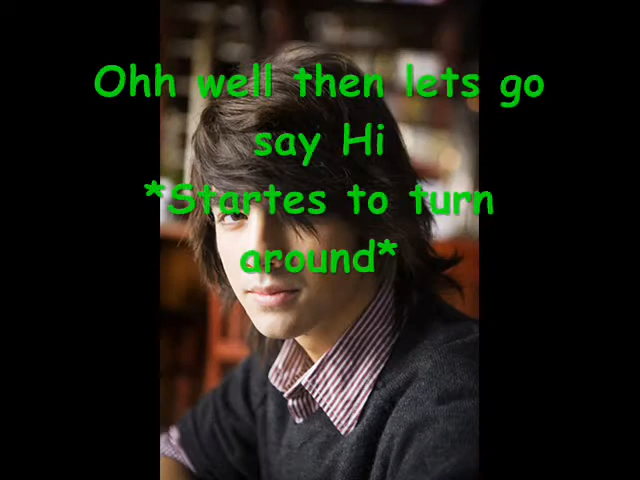 Ohh well then lets go
say Hi
*Startes to turn
around*